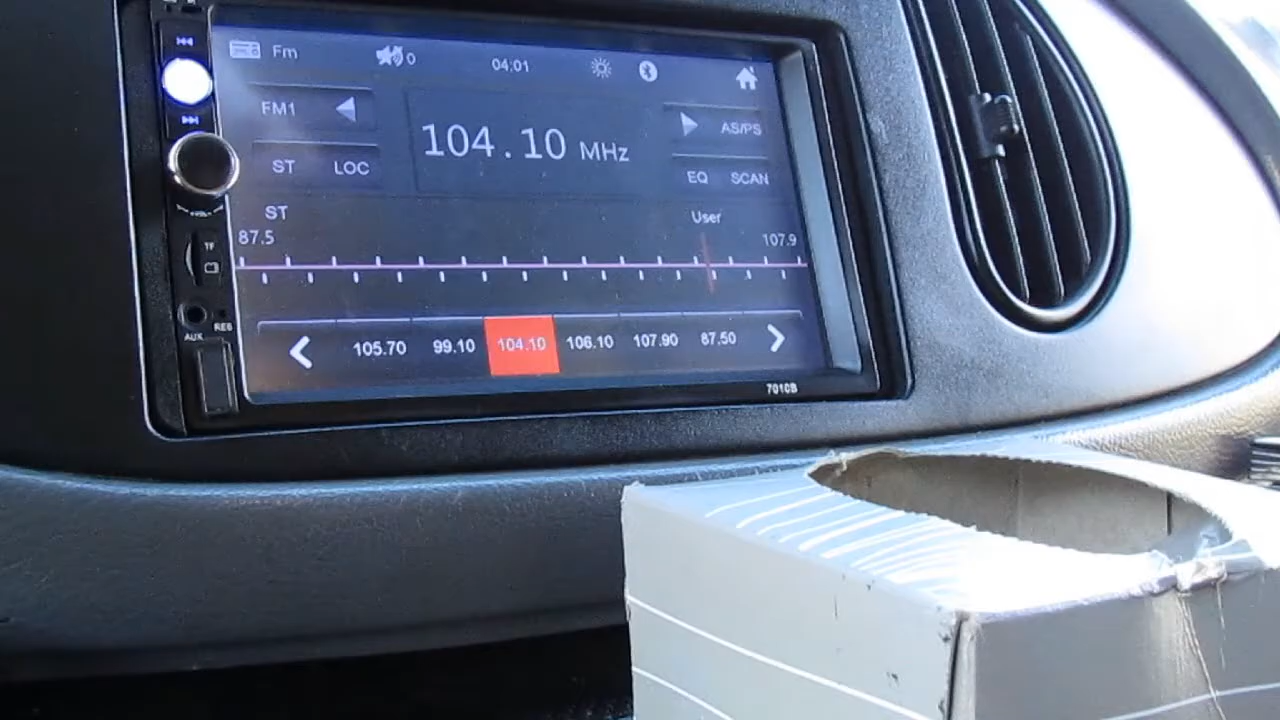 Fm 0 04:01
FM1 104.10 MHz AS/PS
ST LOC EQ SCAN
ST User
87.5 107.9
TF
AUX RES
105.70 99.10 104.10 106.10 107.90 87.50
7010B